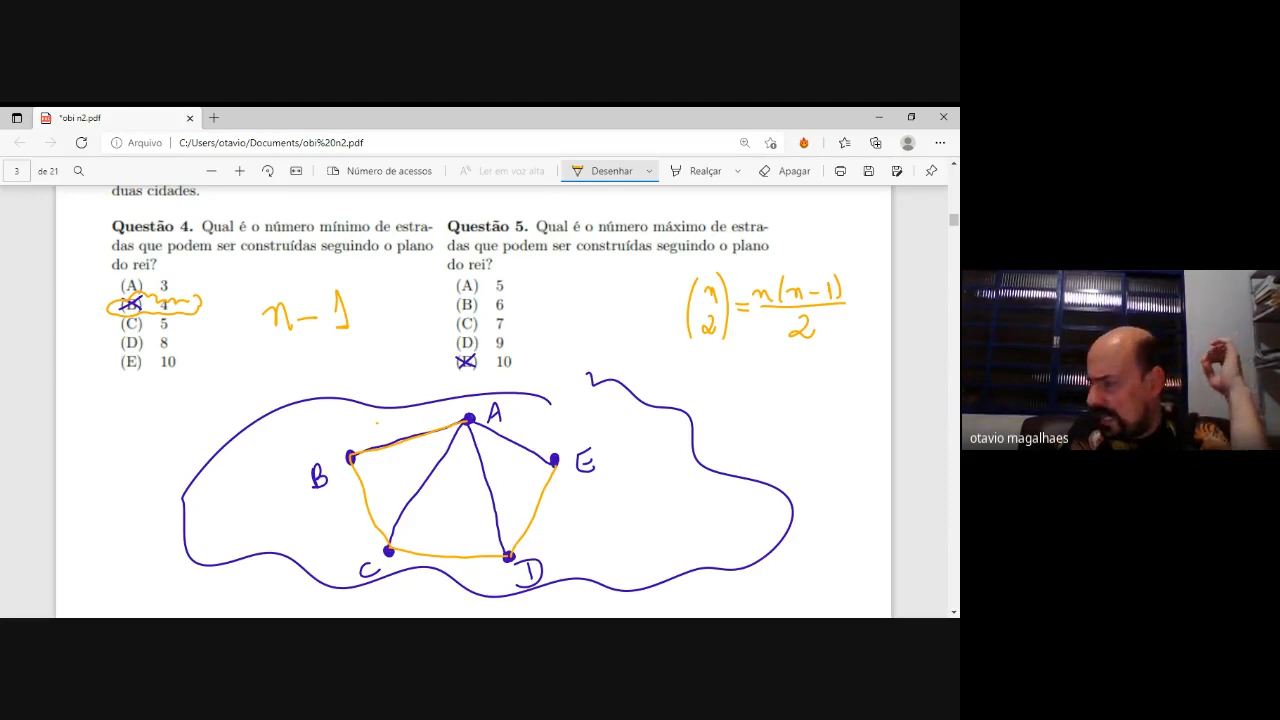 *obi n2.pdf
Arquivo
C:/Users/otavio/Documents/obi%20n2.pdf
3
de 21
Número de acessos
Ler em voz alta
Desenhar
Realçar
Apagar
duas cidades.
Questão 4. Qual é o número mínimo de estra-
das que podem ser construídas seguindo o plano
do rei?
(A) 3
4
(C) 5
(D) 8
(E) 10
n-1
Questão 5. Qual é o número máximo de estra-
das que podem ser construídas seguindo o plano
do rei?
(A) 5
(B) 6
(C) 7
(D) 9
(E) 10
(n 2) = n(n-1)/2
A
B
E
C
D
otavio magalhaes